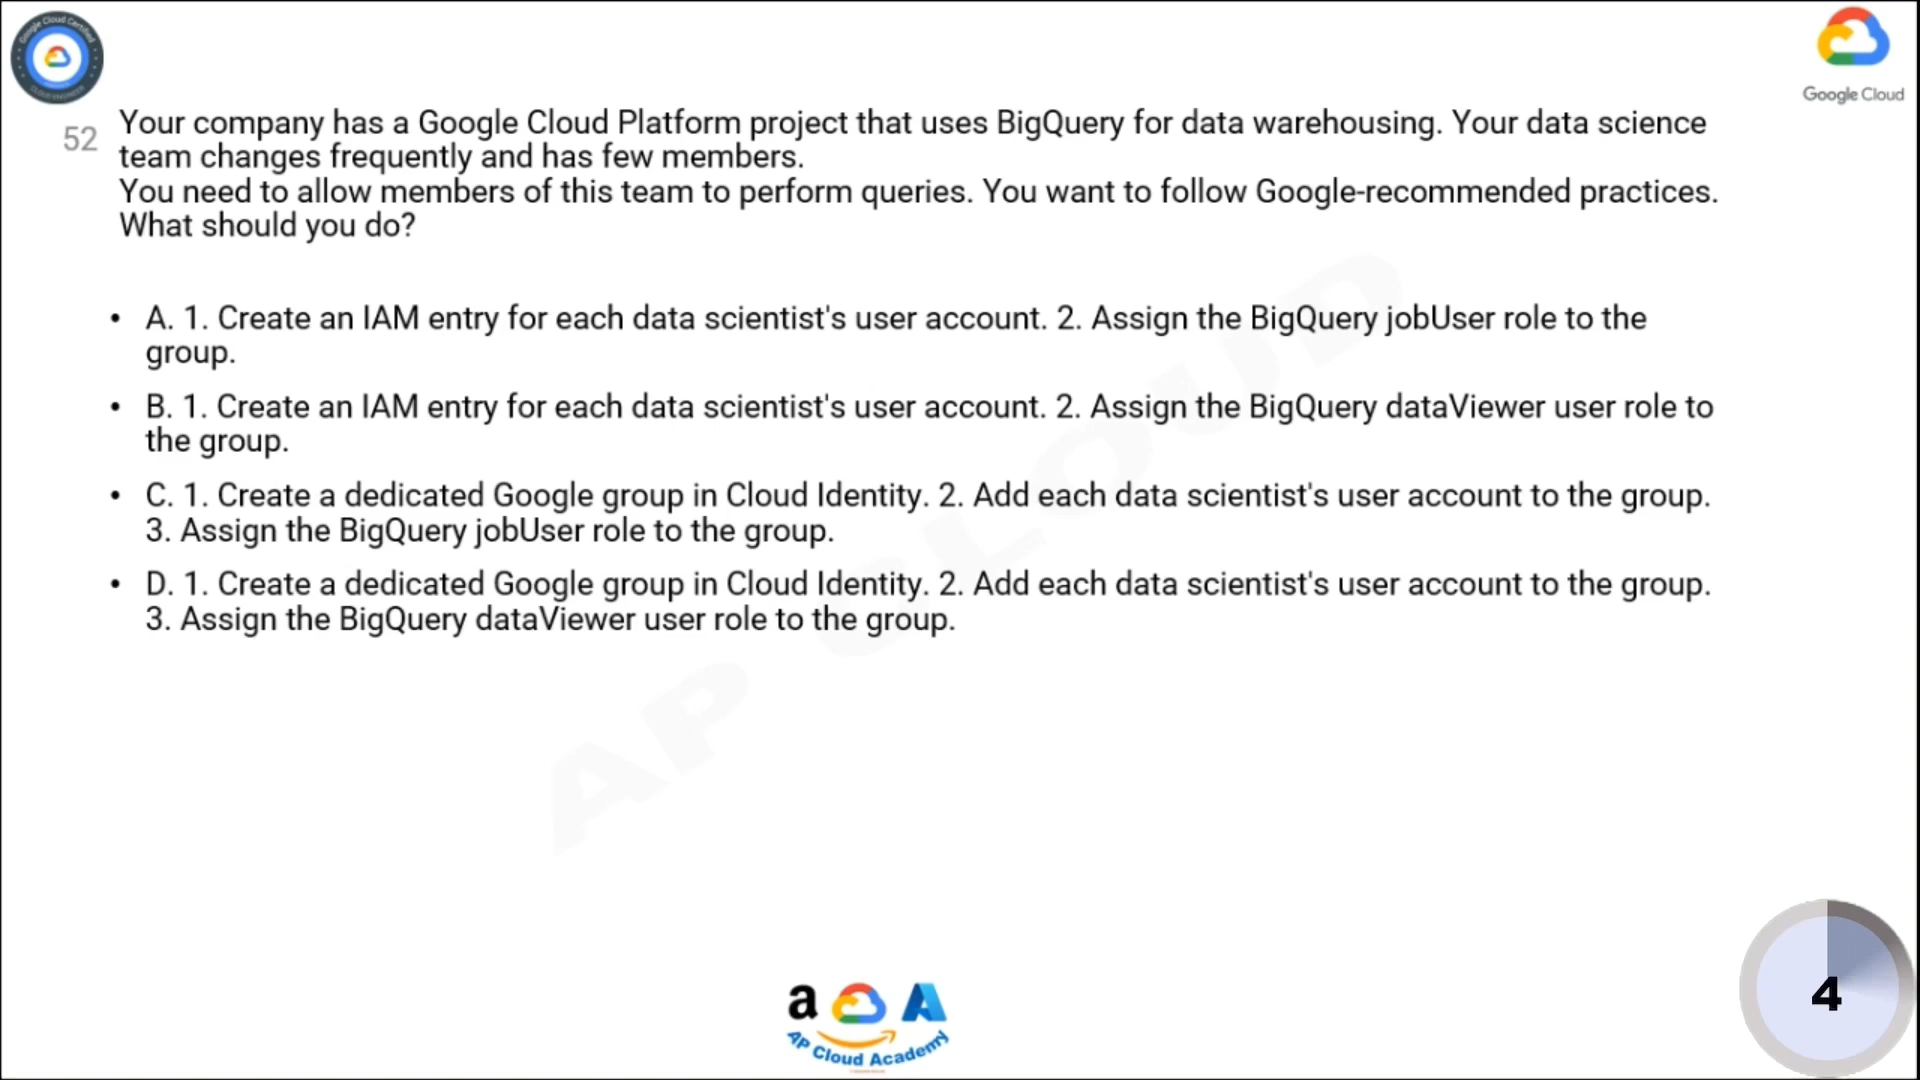 Google Cloud Certified
CLOUD ENGINEER
Google Cloud
52
Your company has a Google Cloud Platform project that uses BigQuery for data warehousing. Your data science
team changes frequently and has few members.
You need to allow members of this team to perform queries. You want to follow Google-recommended practices.
What should you do?
• A. 1. Create an IAM entry for each data scientist's user account. 2. Assign the BigQuery jobUser role to the
group.
• B. 1. Create an IAM entry for each data scientist's user account. 2. Assign the BigQuery dataViewer user role to
the group.
• C. 1. Create a dedicated Google group in Cloud Identity. 2. Add each data scientist's user account to the group.
3. Assign the BigQuery jobUser role to the group.
• D. 1. Create a dedicated Google group in Cloud Identity. 2. Add each data scientist's user account to the group.
3. Assign the BigQuery dataViewer user role to the group.
AP CLOUD
a
AP Cloud Academy
4